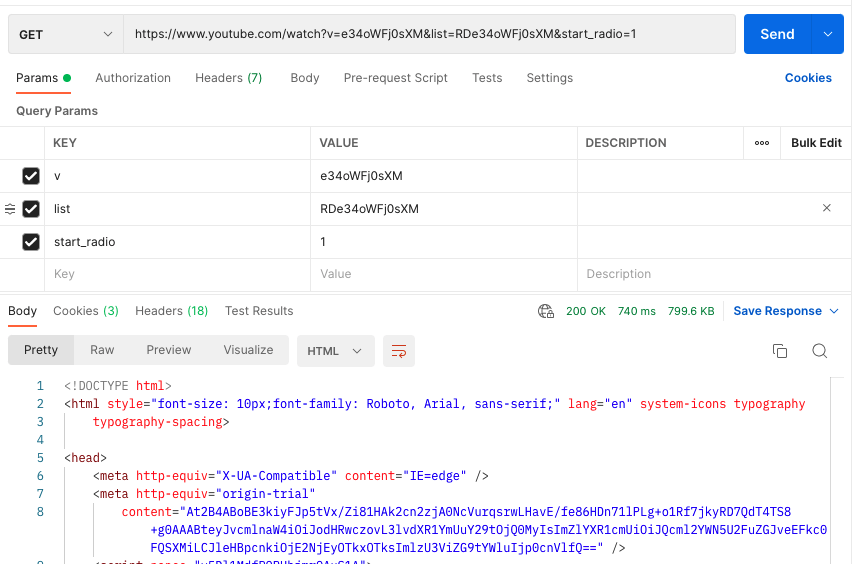 GET https://www.youtube.com/watch?v=e34oWFj0sXM&list=RDe34oWFj0sXM&start_radio=1 Send
Params Authorization Headers (7) Body Pre-request Script Tests Settings Cookies
Query Params
KEY VALUE DESCRIPTION ooo Bulk Edit
v e34oWFj0sXM
list RDe34oWFj0sXM
start_radio 1
Key Value Description
Body Cookies (3) Headers (18) Test Results 200 OK 740 ms 799.6 KB Save Response
Pretty Raw Preview Visualize HTML
1 <!DOCTYPE html>
2 <html style="font-size: 10px;font-family: Roboto, Arial, sans-serif;" lang="en" system-icons typography
3 typography-spacing>
4
5 <head>
6 <meta http-equiv="X-UA-Compatible" content="IE=edge" />
7 <meta http-equiv="origin-trial"
8 content="At2B4ABoBE3kiyFJp5tVx/Zi81HAk2cn2zjA0NcVurqsrwLHavE/fe86HDn71lPLg+o1Rf7jkyRD7QdT4TS8
+g0AAABteyJvcmlnaW4iOiJodHRwczovL3lvdXR1YmUuY29tOjQ0MyIsImZlYXR1cmUiOiJQcml2YWN5U2FuZGJveEFkc0
FQSXMiLCJleHBpcnkiOjE2NjEyOTkxOTksImlzU3ViZG9tYWluIjp0cnVlfQ==" />